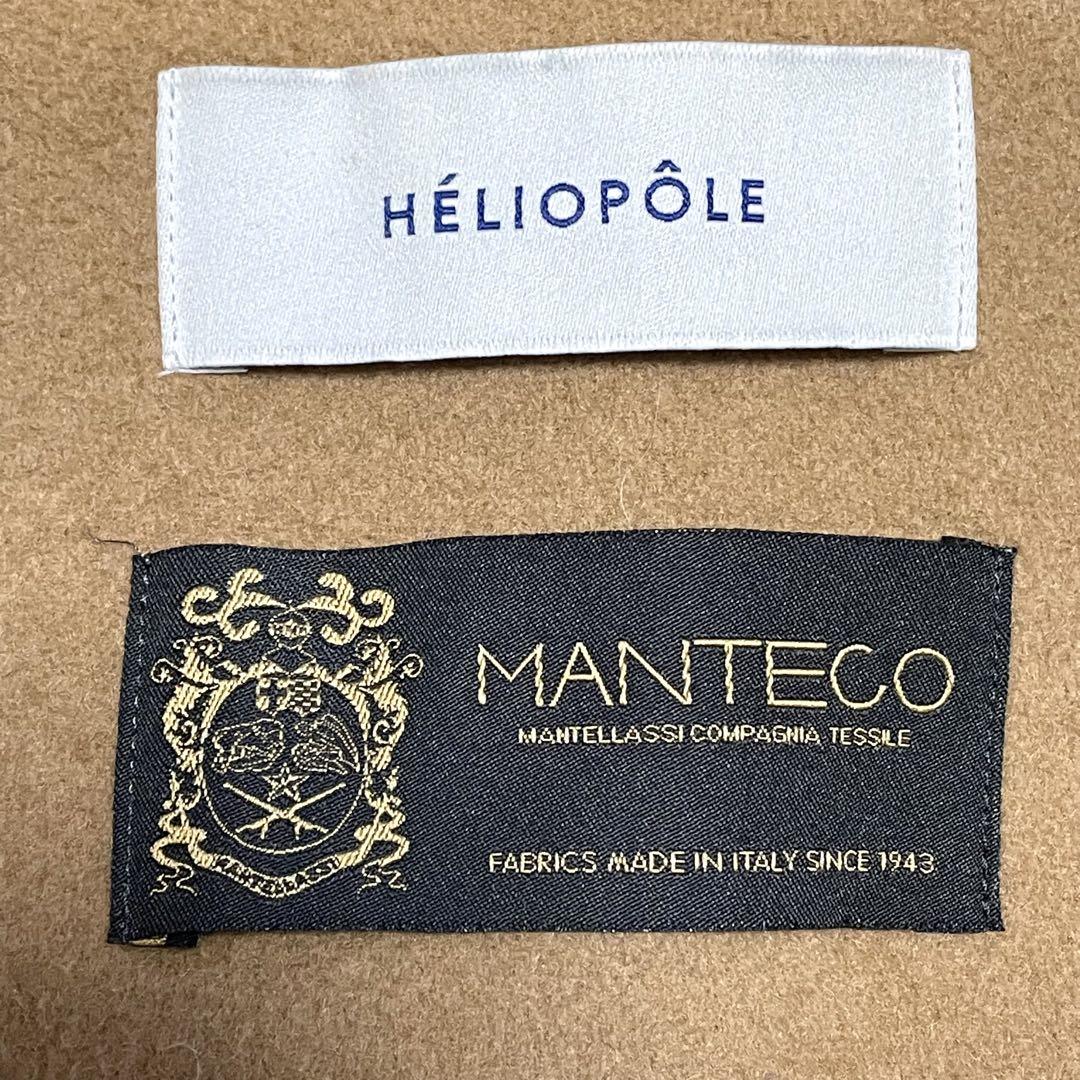 HÉLIOPÔLE
MANTECO
MANTELLASSI COMPAGNIA TESSILE
FABRICS MADE IN ITALY SINCE 1943